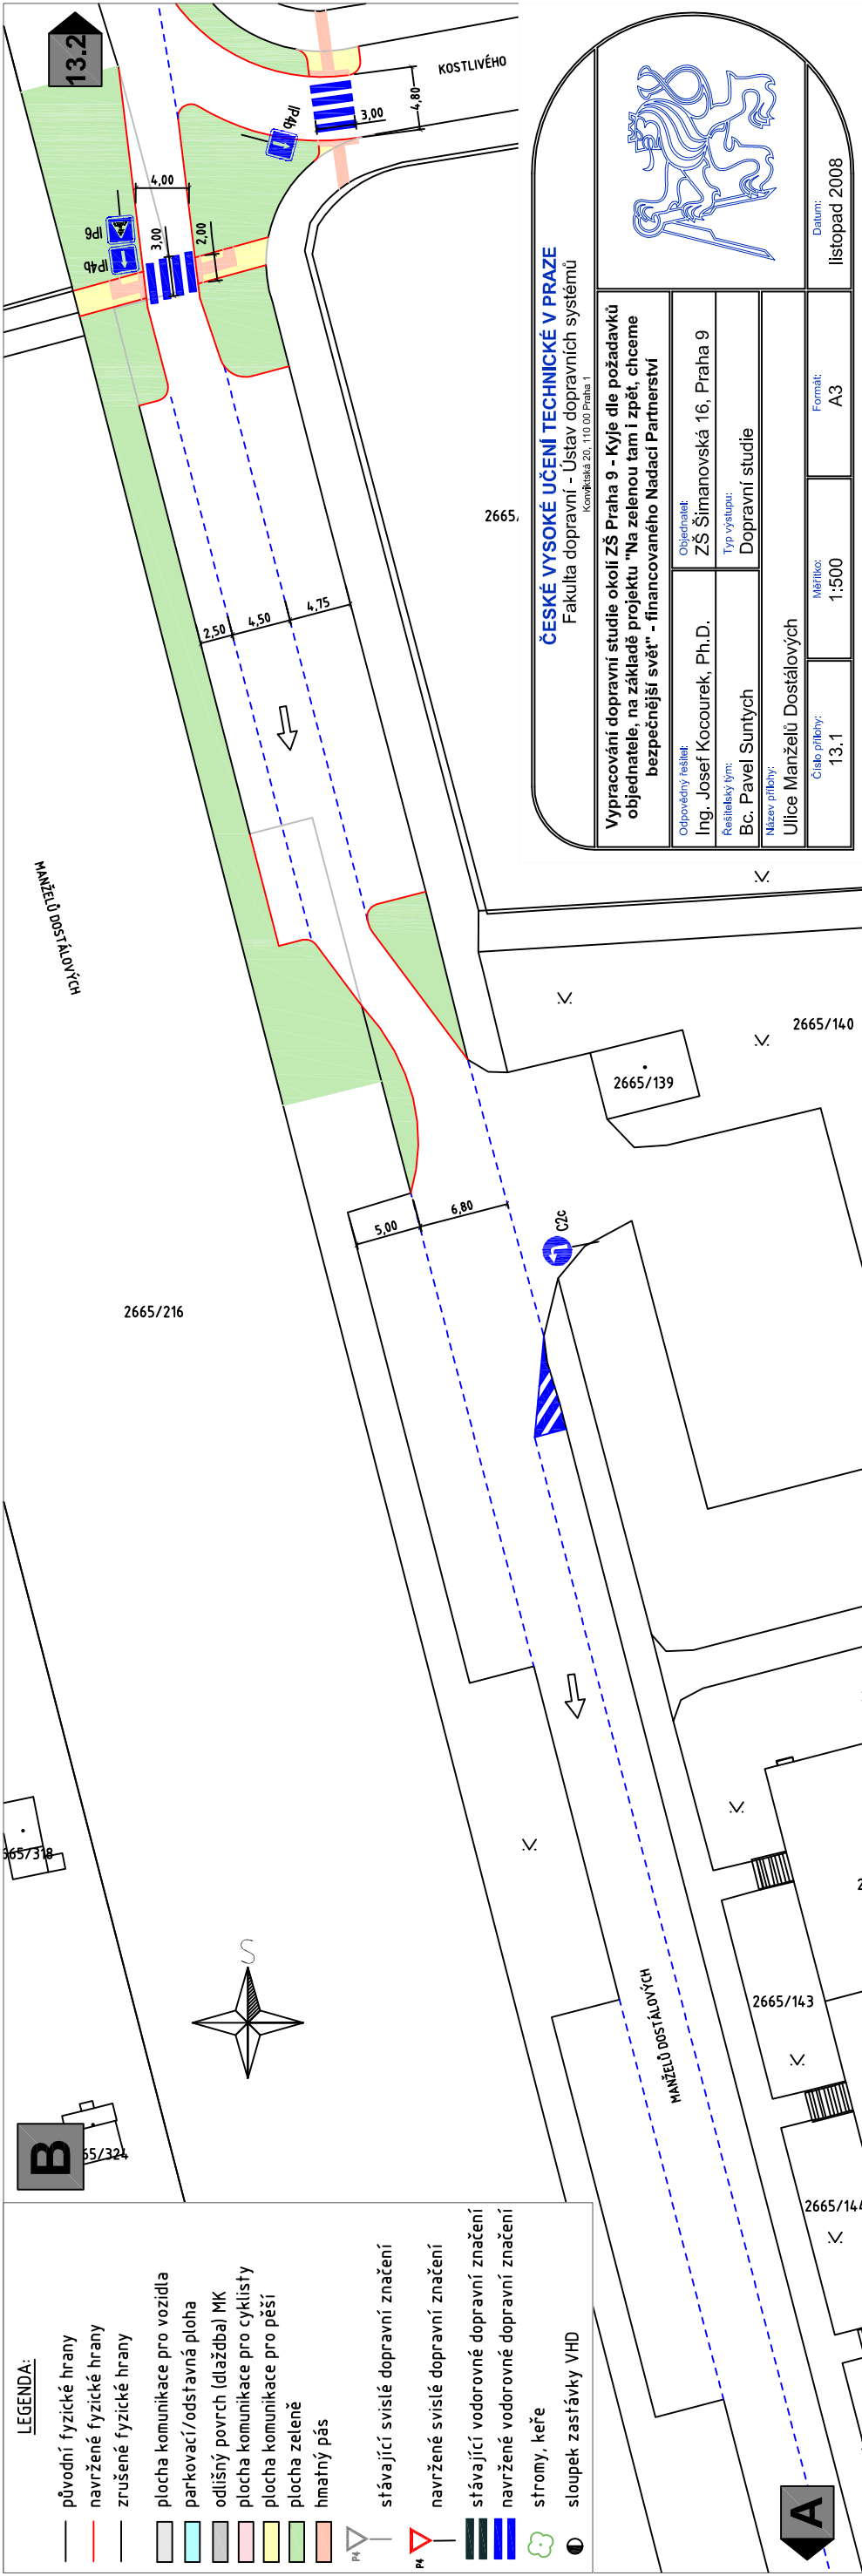 LEGENDA:
původní fyzické hrany
navržené fyzické hrany
zrušené fyzické hrany
plocha komunikace pro vozidla
parkovací/odstavná ploha
odlišný povrch (dlažďba) MK
plocha komunikace pro cyklisty
plocha komunikace pro pěší
plocha zeleně
hmatný pás
P4
stávající svislé dopravní značení
P4
navržené svislé dopravní značení
stávající vodorovné dopravní značení
navržené vodorovné dopravní značení
stromy, keře
sloupek zastávky VHD
A
B
S
13.2
MANŽELŮ DOSTÁLOVÝCH
MANŽELŮ DOSTÁLOVÝCH
KOSTLIVÉHO
IP6
IP4b
IP4b
C2c
4,00
3,00
2,00
3,00
4,80
2,50
4,50
4,75
5,00
6,80
2665/216
2665/139
2665/140
2665/143
2665/144
2665/318
65/324
2665/
ČESKÉ VYSOKÉ UČENÍ TECHNICKÉ V PRAZE
Fakulta dopravní - Ústav dopravních systémů
Konviktská 20, 110 00 Praha 1
Vypracování dopravní studie okolí ZŠ Praha 9 - Kyje dle požadavků
objednatele, na základě projektu "Na zelenou tam i zpět, chceme
bezpečnější svět" - financovaného Nadací Partnerství
Odpovědný řešitel:
Ing. Josef Kocourek, Ph.D.
Objednatel:
ZŠ Šimanovská 16, Praha 9
Řešitelský tým:
Bc. Pavel Suntych
Typ výstupu:
Dopravní studie
Název přílohy:
Ulice Manželů Dostálových
Číslo přílohy:
13.1
Měřítko:
1:500
Formát:
A3
Datum:
listopad 2008